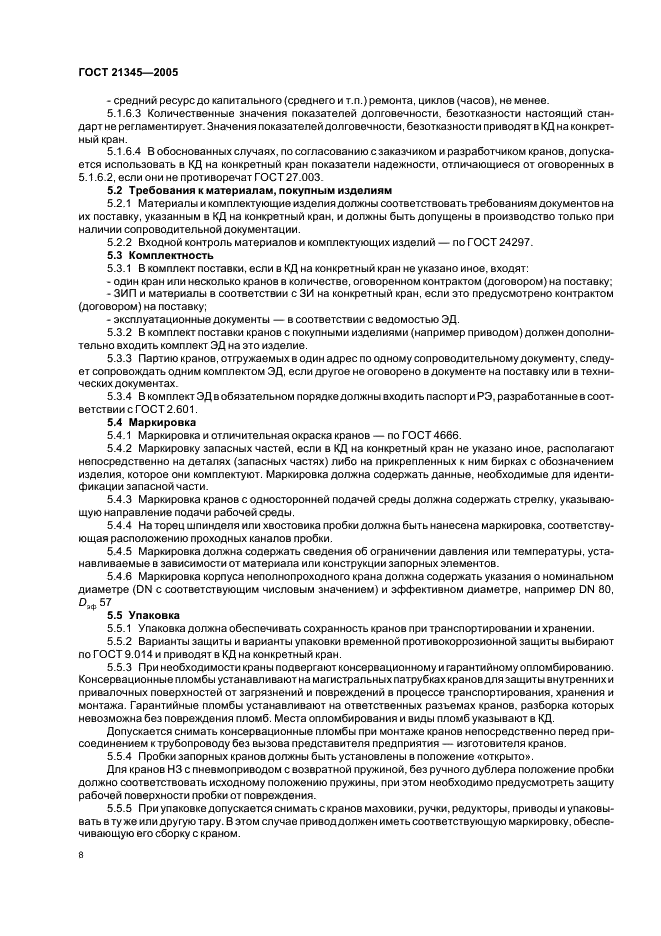 ГОСТ 21345—2005
- средний ресурс до капитального (среднего и т.п.) ремонта, циклов (часов), не менее.
5.1.6.3 Количественные значения показателей долговечности, безотказности настоящий стан-
дарт не регламентирует. Значения показателей долговечности, безотказности приводят в КД на конкрет-
ный кран.
5.1.6.4 В обоснованных случаях, по согласованию с заказчиком и разработчиком кранов, допуска-
ется использовать в КД на конкретный кран показатели надежности, отличающиеся от оговоренных в
5.1.6.2, если они не противоречат ГОСТ 27.003.
5.2 Требования к материалам, покупным изделиям
5.2.1 Материалы и комплектующие изделия должны соответствовать требованиям документов на
их поставку, указанным в КД на конкретный кран, и должны быть допущены в производство только при
наличии сопроводительной документации.
5.2.2 Входной контроль материалов и комплектующих изделий — по ГОСТ 24297.
5.3 Комплектность
5.3.1 В комплект поставки, если в КД на конкретный кран не указано иное, входят:
- один кран или несколько кранов в количестве, оговоренном контрактом (договором) на поставку;
- ЗИП и материалы в соответствии с ЗИ на конкретный кран, если это предусмотрено контрактом
(договором) на поставку;
- эксплуатационные документы — в соответствии с ведомостью ЭД.
5.3.2 В комплект поставки кранов с покупными изделиями (например приводом) должен дополни-
тельно входить комплект ЭД на это изделие.
5.3.3 Партию кранов, отгружаемых в один адрес по одному сопроводительному документу, следу-
ет сопровождать одним комплектом ЭД, если другое не оговорено в документе на поставку или в техни-
ческих документах.
5.3.4 В комплект ЭД в обязательном порядке должны входить паспорт и РЭ, разработанные в соот-
ветствии с ГОСТ 2.601.
5.4 Маркировка
5.4.1 Маркировка и отличительная окраска кранов — по ГОСТ 4666.
5.4.2 Маркировку запасных частей, если в КД на конкретный кран не указано иное, располагают
непосредственно на деталях (запасных частях) либо на прикрепленных к ним бирках с обозначением
изделия, которое они комплектуют. Маркировка должна содержать данные, необходимые для иденти-
фикации запасной части.
5.4.3 Маркировка кранов с односторонней подачей среды должна содержать стрелку, указываю-
щую направление подачи рабочей среды.
5.4.4 На торец шпинделя или хвостовика пробки должна быть нанесена маркировка, соответству-
ющая расположению проходных каналов пробки.
5.4.5 Маркировка должна содержать сведения об ограничении давления или температуры, уста-
навливаемые в зависимости от материала или конструкции запорных элементов.
5.4.6 Маркировка корпуса неполнопроходного крана должна содержать указания о номинальном
диаметре (DN с соответствующим числовым значением) и эффективном диаметре, например DN 80,
Dэф 57
5.5 Упаковка
5.5.1 Упаковка должна обеспечивать сохранность кранов при транспортировании и хранении.
5.5.2 Варианты защиты и варианты упаковки временной противокоррозионной защиты выбирают
по ГОСТ 9.014 и приводят в КД на конкретный кран.
5.5.3 При необходимости краны подвергают консервационному и гарантийному опломбированию.
Консервационные пломбы устанавливают на магистральных патрубках кранов для защиты внутренних и
привалочных поверхностей от загрязнений и повреждений в процессе транспортирования, хранения и
монтажа. Гарантийные пломбы устанавливают на ответственных разъемах кранов, разборка которых
невозможна без повреждения пломб. Места опломбирования и виды пломб указывают в КД.
Допускается снимать консервационные пломбы при монтаже кранов непосредственно перед при-
соединением к трубопроводу без вызова представителя предприятия — изготовителя кранов.
5.5.4 Пробки запорных кранов должны быть установлены в положение «открыто».
Для кранов НЗ с пневмоприводом с возвратной пружиной, без ручного дублера положение пробки
должно соответствовать исходному положению пружины, при этом необходимо предусмотреть защиту
рабочей поверхности пробки от повреждения.
5.5.5 При упаковке допускается снимать с кранов маховики, ручки, редукторы, приводы и упаковы-
вать в ту же или другую тару. В этом случае привод должен иметь соответствующую маркировку, обеспе-
чивающую его сборку с краном.
8